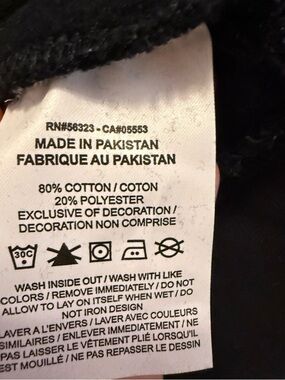 RN#56323 - CA#05553
MADE IN PAKISTAN
FABRIQUE AU PAKISTAN
80% COTTON / COTON
20% POLYESTER
EXCLUSIVE OF DECORATION /
DECORATION NON COMPRISE
30C
WASH INSIDE OUT / WASH WITH LIKE
COLORS / REMOVE IMMEDIATELY / DO NOT
ALLOW TO LAY ON ITSELF WHEN WET / DO
NOT IRON DESIGN
LAVER A L'ENVERS / LAVER AVEC COULEURS
SIMILAIRES / ENLEVER IMMEDIATEMENT / NE
PAS LAISSER LE VÊTEMENT PLIÉ LORSQU'IL
EST MOUILLÉ / NE PAS REPASSER LE DESSIN